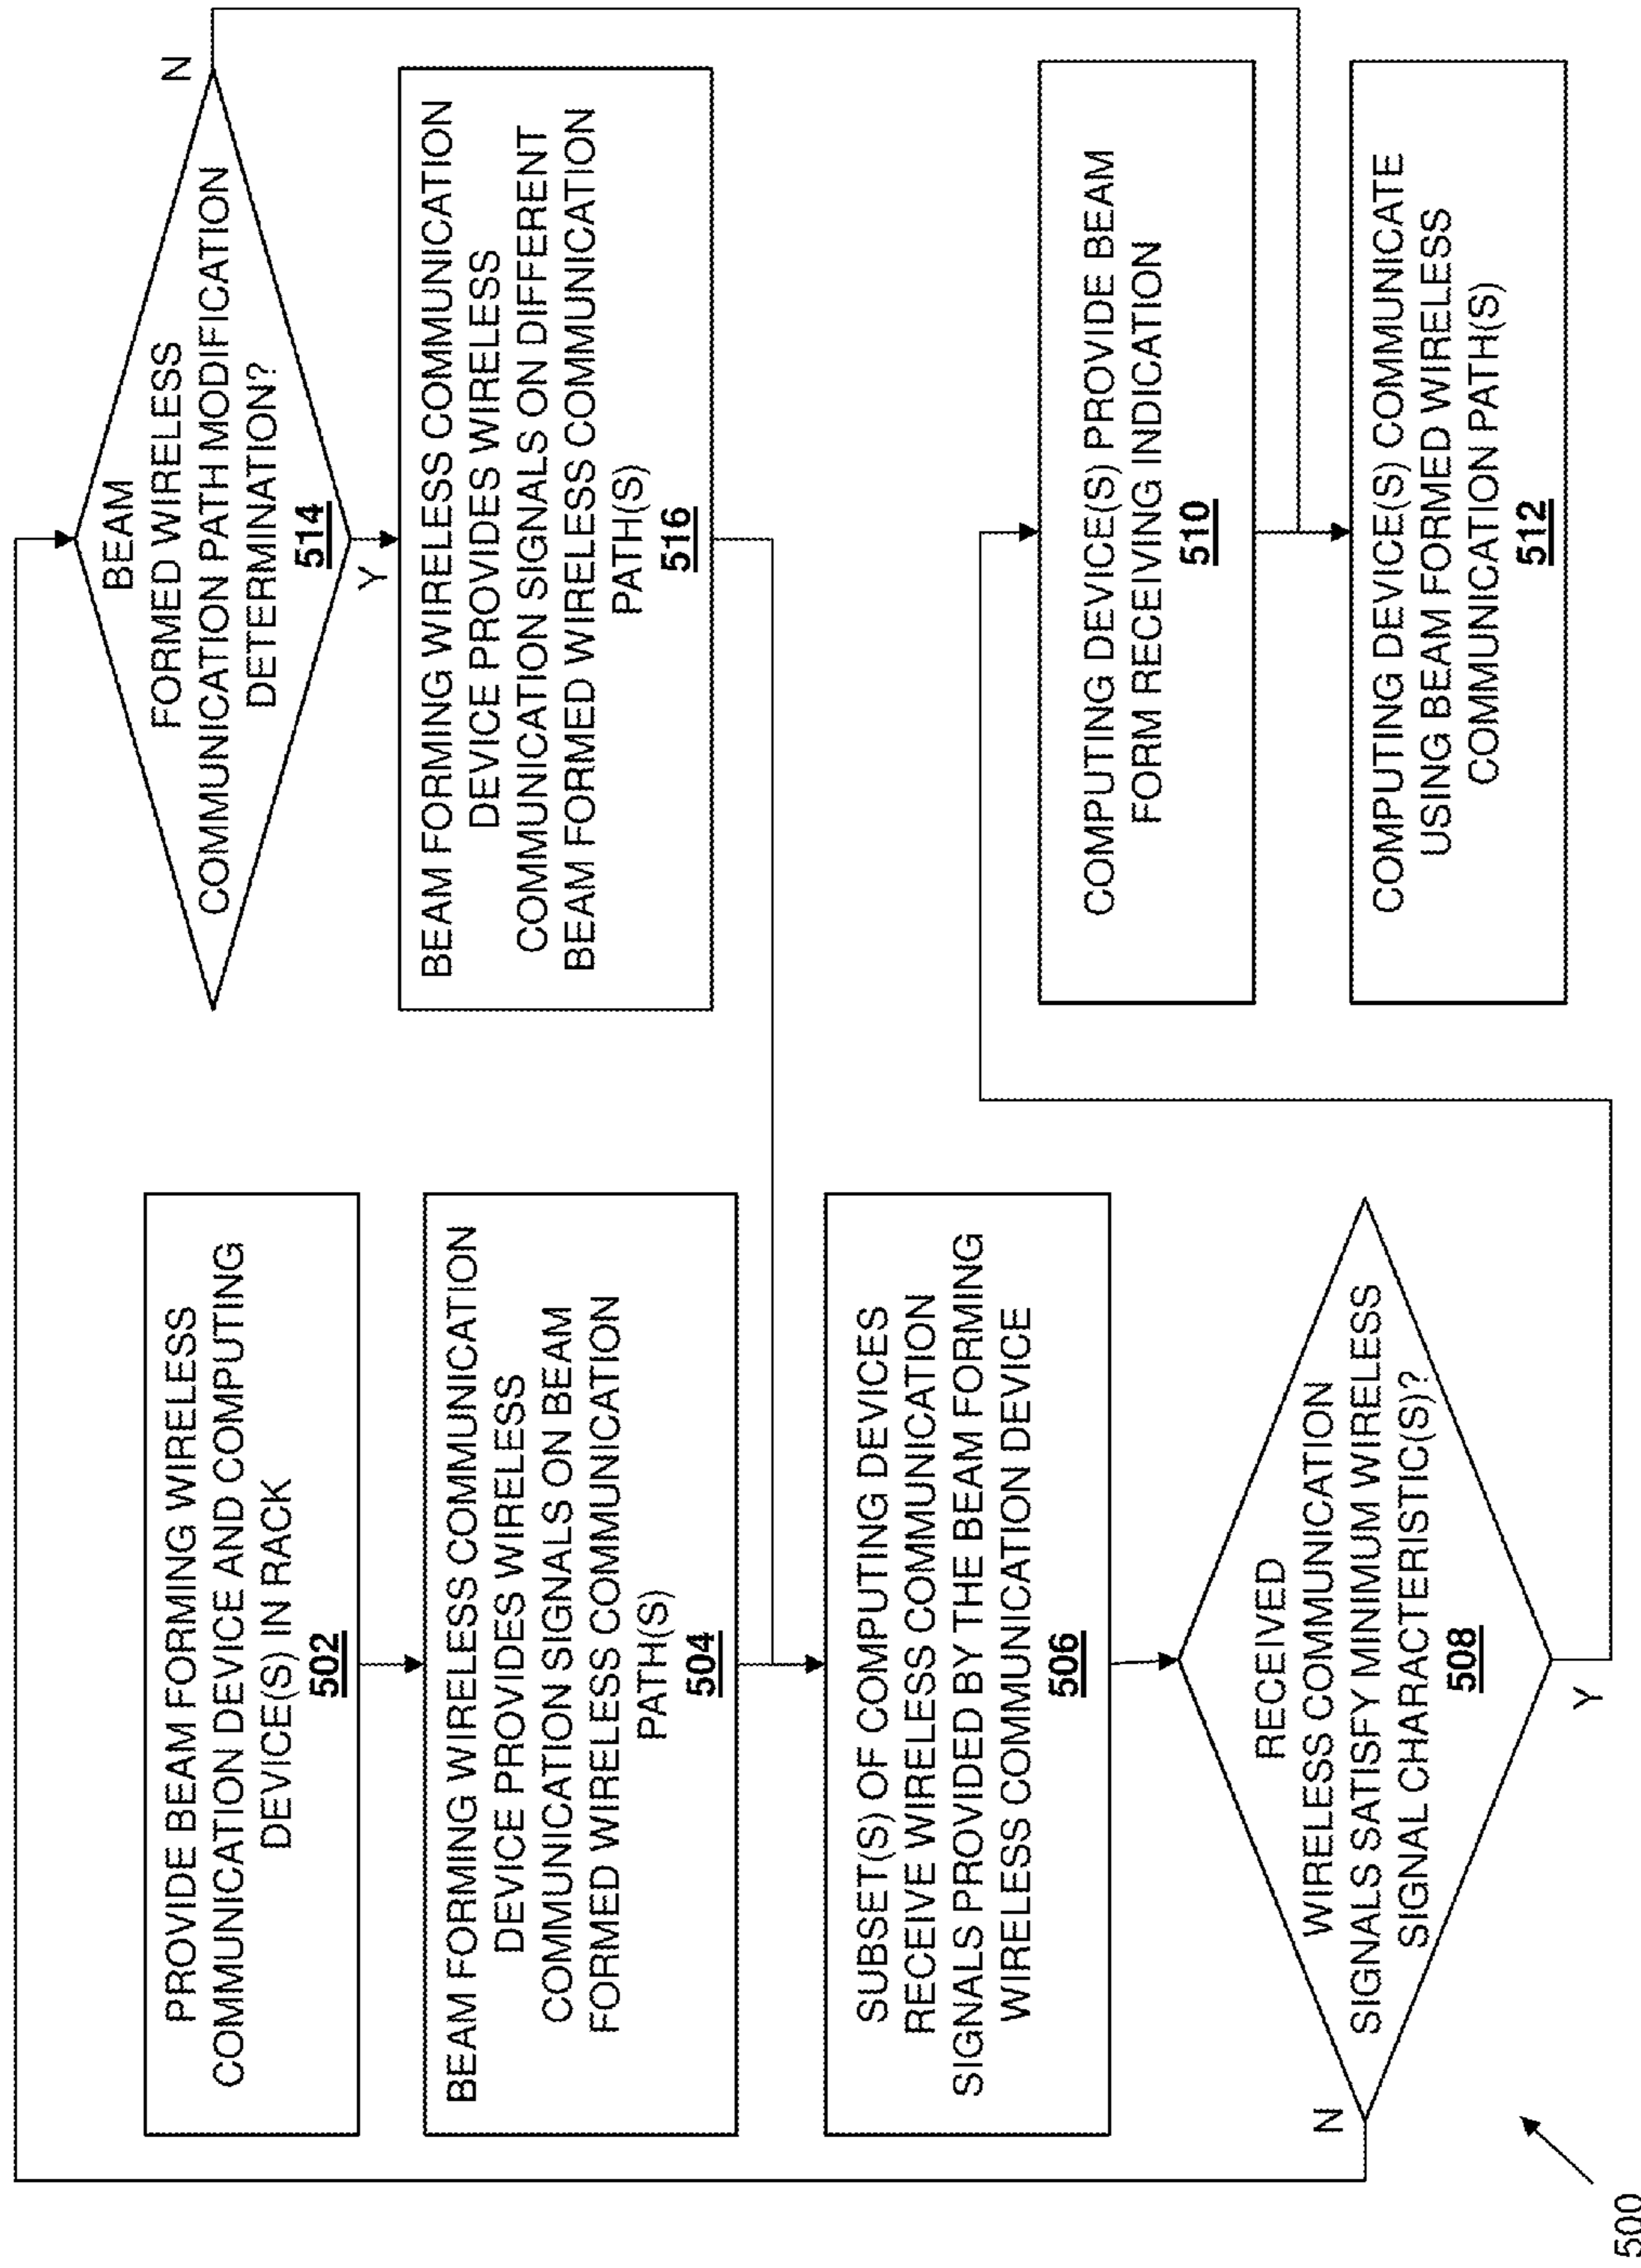 PROVIDE BEAM FORMING WIRELESS
COMMUNICATION DEVICE AND COMPUTING
DEVICE(S) IN RACK
502
BEAM FORMING WIRELESS COMMUNICATION
DEVICE PROVIDES WIRELESS
COMMUNICATION SIGNALS ON BEAM
FORMED WIRELESS COMMUNICATION
PATH(S)
504
SUBSET(S) OF COMPUTING DEVICES
RECEIVE WIRELESS COMMUNICATION
SIGNALS PROVIDED BY THE BEAM FORMING
WIRELESS COMMUNICATION DEVICE
506
RECEIVED
WIRELESS COMMUNICATION
SIGNALS SATISFY MINIMUM WIRELESS
SIGNAL CHARACTERISTIC(S)?
508
N
Y
BEAM
FORMED WIRELESS
COMMUNICATION PATH MODIFICATION
DETERMINATION?
514
N
Y
BEAM FORMING WIRELESS COMMUNICATION
DEVICE PROVIDES WIRELESS
COMMUNICATION SIGNALS ON DIFFERENT
BEAM FORMED WIRELESS COMMUNICATION
PATH(S)
516
COMPUTING DEVICE(S) PROVIDE BEAM
FORM RECEIVING INDICATION
510
COMPUTING DEVICE(S) COMMUNICATE
USING BEAM FORMED WIRELESS
COMMUNICATION PATH(S)
512
500